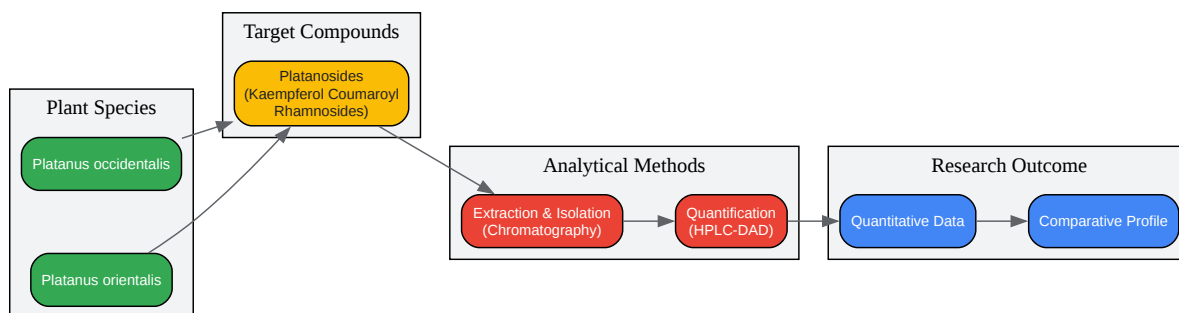 Plant Species
Platanus occidentalis
Platanus orientalis
Target Compounds
Platanosides
(Kaempferol Coumaroyl
Rhamnosides)
Analytical Methods
Extraction & Isolation
(Chromatography)
Quantification
(HPLC-DAD)
Research Outcome
Quantitative Data
Comparative Profile